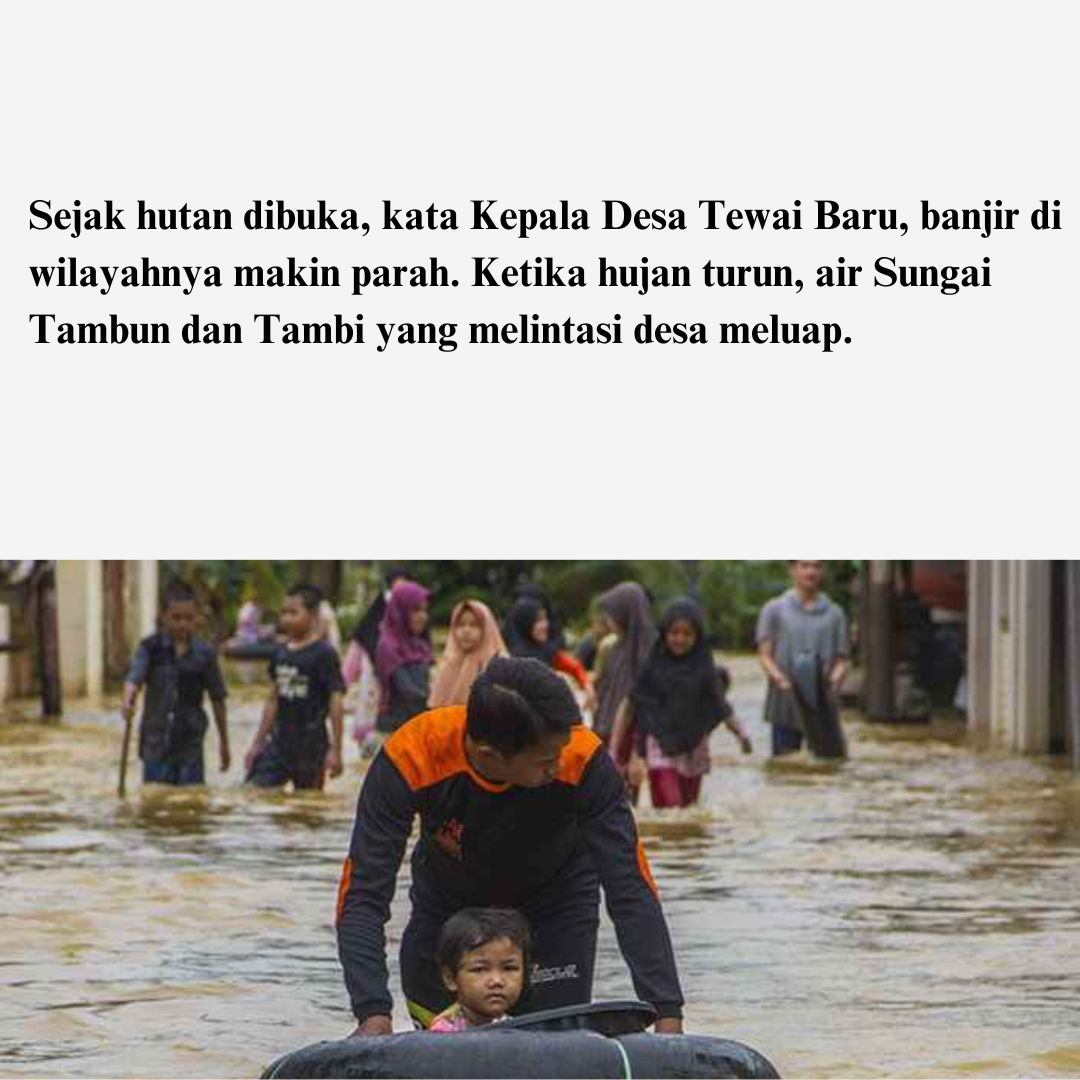 Sejak hutan dibuka, kata Kepala Desa Tewai Baru, banjir di
wilayahnya makin parah. Ketika hujan turun, air Sungai
Tambun dan Tambi yang melintasi desa meluap.